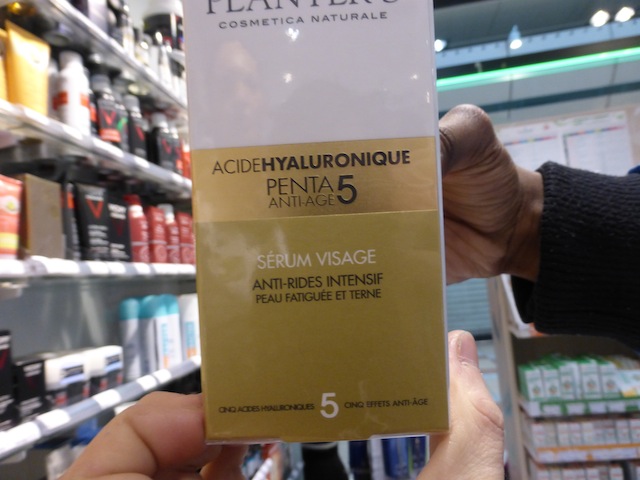 PLANTER'S
COSMETICA NATURALE
ACIDEHYALURONIQUE
PENTA 5
ANTI-AGE
SÉRUM VISAGE
ANTI-RIDES INTENSIF
PEAU FATIGUÉE ET TERNE
CINQ ACIDES HYALURONIQUES 5 CINQ EFFETS ANTI-ÂGE